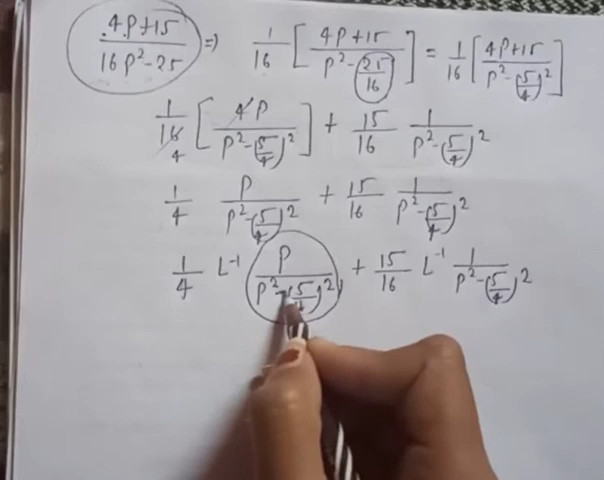 4P+15/16P²-25 ⇒ 1/16 [4P+15/P²-25/16] = 1/16 [4P+15/P²-(5/4)²]
1/16 4 [4P/P²-(5/4)²] + 15/16 1/P²-(5/4)²
1/4 P/P²-(5/4)² + 15/16 1/P²-(5/4)²
1/4 L⁻¹ P/P²-(5/4)² + 15/16 L⁻¹ 1/P²-(5/4)²